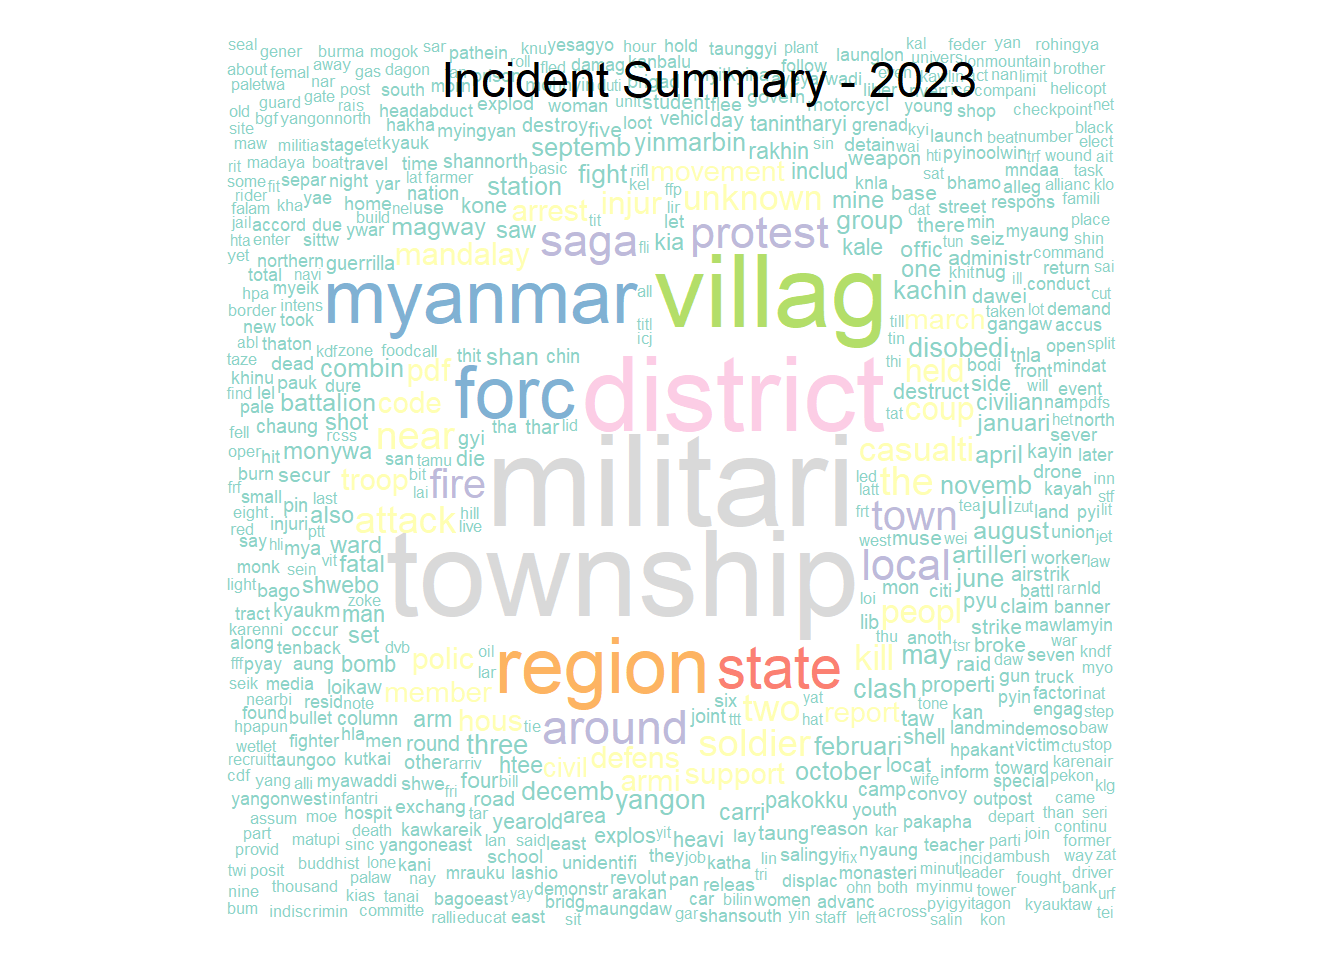 Incident Summary - 2023
seal gener burma mogok sar pathein knu yesagyo hour hold taunggyi plant launglon kal feder yan rohingya
about femal away gas dagon roll fled damag kanbalu follow univers mountain brother
paletwa nar post south unit student flee govern motorcycl young shop compani helicopt
old guard gate rais headabduct explod woman vehicl day tanintharyi grenad kyi checkpoint net
site bgf yangonnorth hakha myingyan destroy five loot launch beat number black
maw militia stage tet kyauk septemb yinmarbin rakhin sin detain wai hti pyinoolwin trf wound ait elect
rit madaya boat travel time shannorth basic fight rifl movement includ weapon sat bhamo mndaa task
some fit separ night yar lat farmer station kel ffp unknown mine knla base alleg allianc klo
rider kha yae home nation kone arrest injur lir group dat street respons famili
falam jail accord due ywar nel use magway saw tit let protest there min myaung place
hta enter sittw build saga fli kia kale offic tun seiz shin
yet northern guerrilla mandalay one administr command
total navi myanmar all villag kachin khit nug ill return sai
hpa myeik dawei conduct cut
border intens took titl till march taken lot demand
new icj tin gangaw accus
abl thaton kdf zone food call thit shan chin disobedi tnla open split
taze dead combin pdf forc district thi held bodi front mindat
khinu pauk dure destruct side will event
find lel battalion code coup civilian nam pdfs
pale chaung shot tha thar lid tat januari het north
fell rcss near gyi sever
oper hit monywa san tamu die militari casualti april kayin later
burn secur troop bit fire led the drone inn
frf small last lai latt novemb kayah stf
eight pin attack hill frt town tea juli zut land pyi lit
red injuri also live august union jet
say ptt ward west muse wei
hli mya vit fatal township local artilleri worker law
monk sein mon citi june airstrik
light bago shwebo zoke loi peopl battl rar nld
tract kyaukm man lib pyu claim banner
karenni occur set thu anoth strike mawlamyin
along tenback dvb oil tsr broke war
fff pyay aung bomb polic region state kill may raid daw seven kndf
seik media loikaw lar clash properti gun truck myo
nearbi resid note member six yat tone pyin factori nat
found bullet column arm hous tie around joint ttt two hat report taw kan engag step
hpapun hla shell landmin demoso baw
wetlet fighter men round three soldier februari hpakant victim ctu stop
recruit taungoo kutkai other arriv htee civil defens locat inform toward karenair
cdf yang alli myawaddi shwe fri four bill armi support october wife special pekon klg
yangonwest infantri road decemb yangon carri pakokku camp convoy outpost came
assum moe hospit exchang tar yearold area youth pakapha depart than seri
part matupi death kawkareik lan said explos yit heavi lay taung reason kar join continu
provid sinc yangoneast least they job katha lin salingyi fix nyaung teacher parti former
twi posit buddhist lone kani school unidentifi tri monasteri minut incid ambush way zat
nine thousand palaw nay mrauku lashio revolut pan releas displac ohn both myinmu leader fought driver
kias tanai yay demonstr arakan car bilin women advanc tower bank urf
bum indiscrimin committe bagoeast bridg maungdaw gar shansouth yin staff left across pyigyitagon kyauktaw tei
ralli educat east sit salin kon